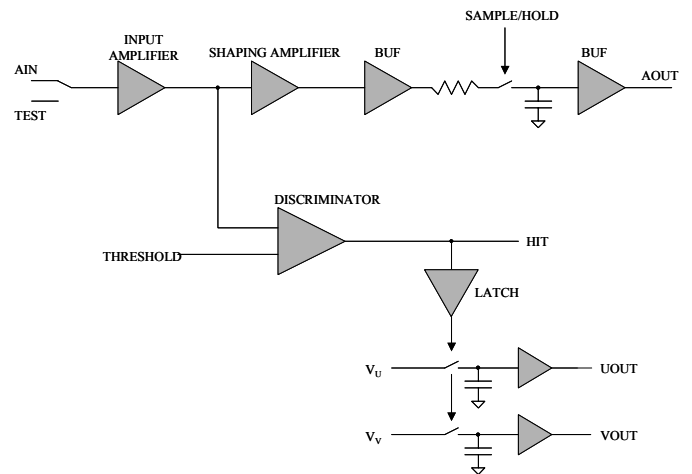 SAMPLE/HOLD
INPUT
AMPLIFIER
SHAPING AMPLIFIER
BUF
BUF
AIN
AOUT
TEST
DISCRIMINATOR
HIT
THRESHOLD
LATCH
VU
UOUT
VV
VOUT